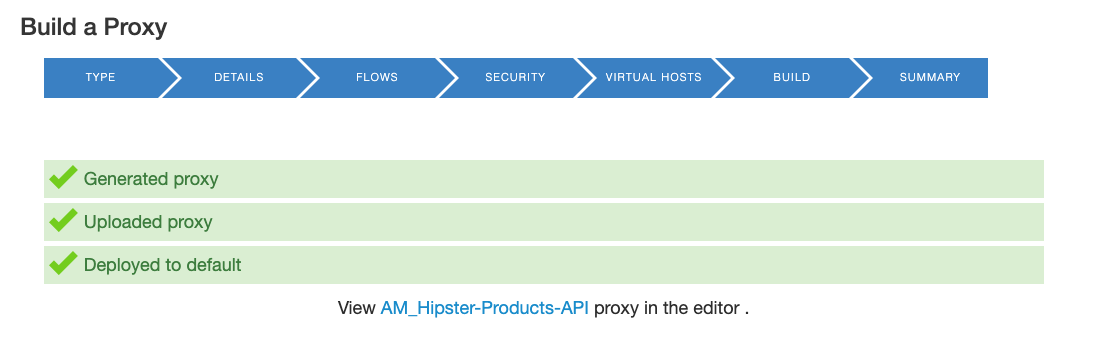 Build a Proxy
TYPE DETAILS FLOWS SECURITY VIRTUAL HOSTS BUILD SUMMARY
Generated proxy
Uploaded proxy
Deployed to default
View AM_Hipster-Products-API proxy in the editor .